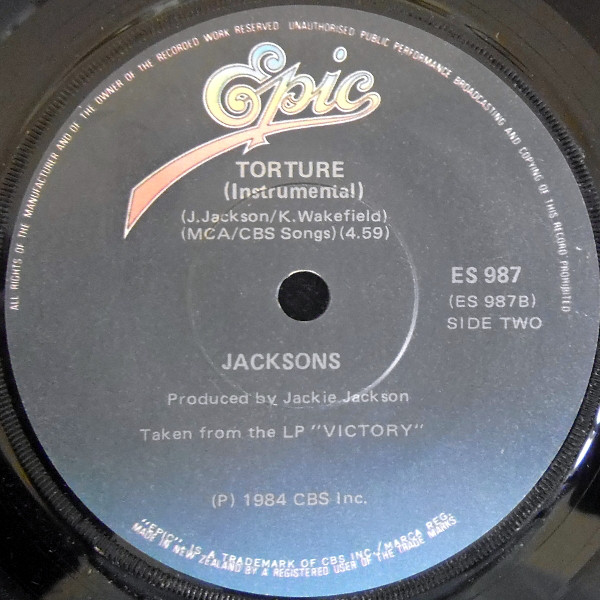 ALL RIGHTS OF THE MANUFACTURER AND OF THE OWNER OF THE RECORDED WORK RESERVED UNAUTHORISED PUBLIC PERFORMANCE BROADCASTING AND COPYING OF THIS RECORD PROHIBITED
Epic
TORTURE
(Instrumental)
(J.Jackson/K.Wakefield)
(MCA/CBS Songs)(4.59)
ES 987
(ES 987B)
SIDE TWO
JACKSONS
Produced by Jackie Jackson
Taken from the LP "VICTORY"
(P) 1984 CBS Inc.
"EPIC" IS A TRADEMARK OF CBS INC/MARCA REG.
MADE IN NEW ZEALAND BY A REGISTERED USER OF THE TRADE MARKS